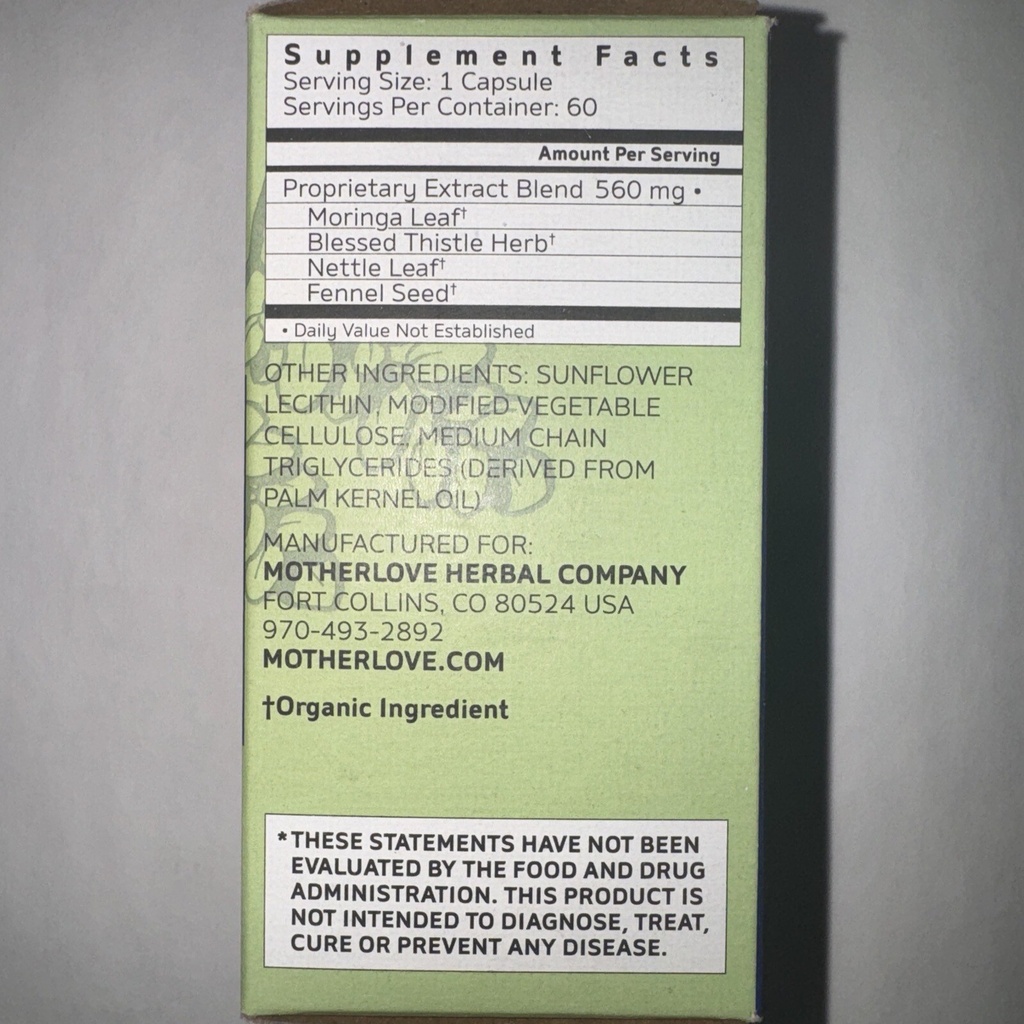 Supplement Facts
Serving Size: 1 Capsule
Servings Per Container: 60
Amount Per Serving
Proprietary Extract Blend 560 mg •
Moringa Leaf†
Blessed Thistle Herb†
Nettle Leaf†
Fennel Seed†
• Daily Value Not Established
OTHER INGREDIENTS: SUNFLOWER
LECITHIN, MODIFIED VEGETABLE
CELLULOSE, MEDIUM CHAIN
TRIGLYCERIDES (DERIVED FROM
PALM KERNEL OIL)
MANUFACTURED FOR:
MOTHERLOVE HERBAL COMPANY
FORT COLLINS, CO 80524 USA
970-493-2892
MOTHERLOVE.COM
†Organic Ingredient
*THESE STATEMENTS HAVE NOT BEEN
EVALUATED BY THE FOOD AND DRUG
ADMINISTRATION. THIS PRODUCT IS
NOT INTENDED TO DIAGNOSE, TREAT,
CURE OR PREVENT ANY DISEASE.